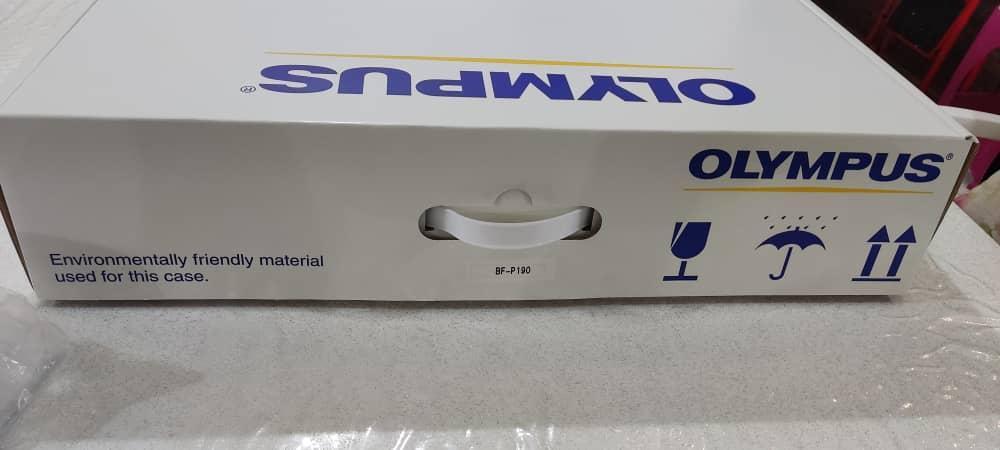 OLYMPUS®
OLYMPUS®
Environmentally friendly material
used for this case.
BF-P190